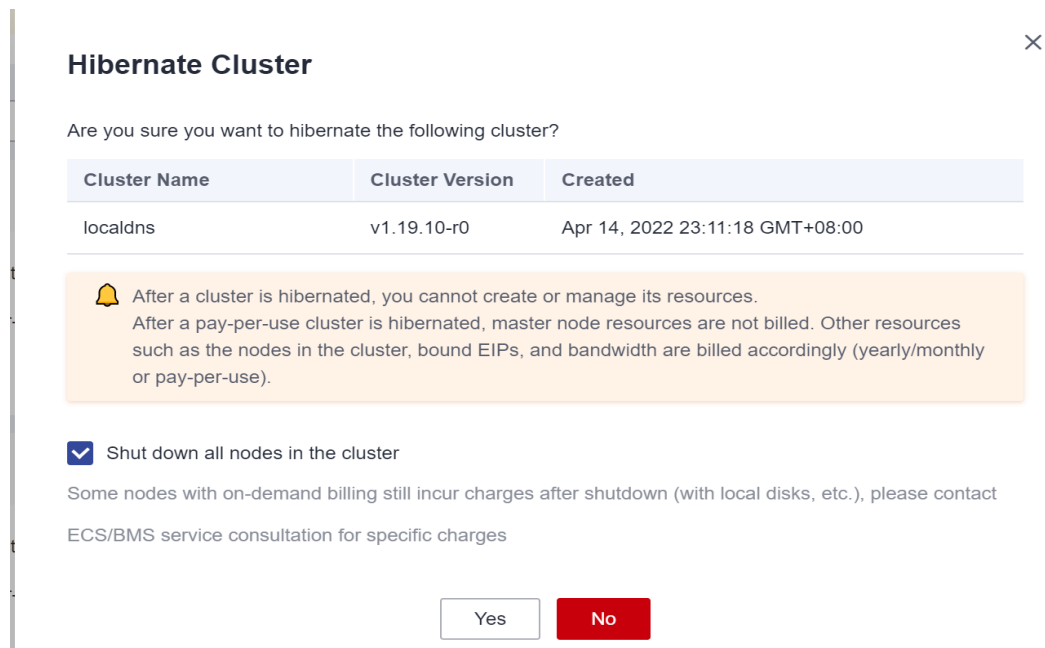 Hibernate Cluster
Are you sure you want to hibernate the following cluster?
Cluster Name Cluster Version Created
localdns v1.19.10-r0 Apr 14, 2022 23:11:18 GMT+08:00
After a cluster is hibernated, you cannot create or manage its resources.
After a pay-per-use cluster is hibernated, master node resources are not billed. Other resources
such as the nodes in the cluster, bound EIPs, and bandwidth are billed accordingly (yearly/monthly
or pay-per-use).
Shut down all nodes in the cluster
Some nodes with on-demand billing still incur charges after shutdown (with local disks, etc.), please contact
ECS/BMS service consultation for specific charges
Yes No